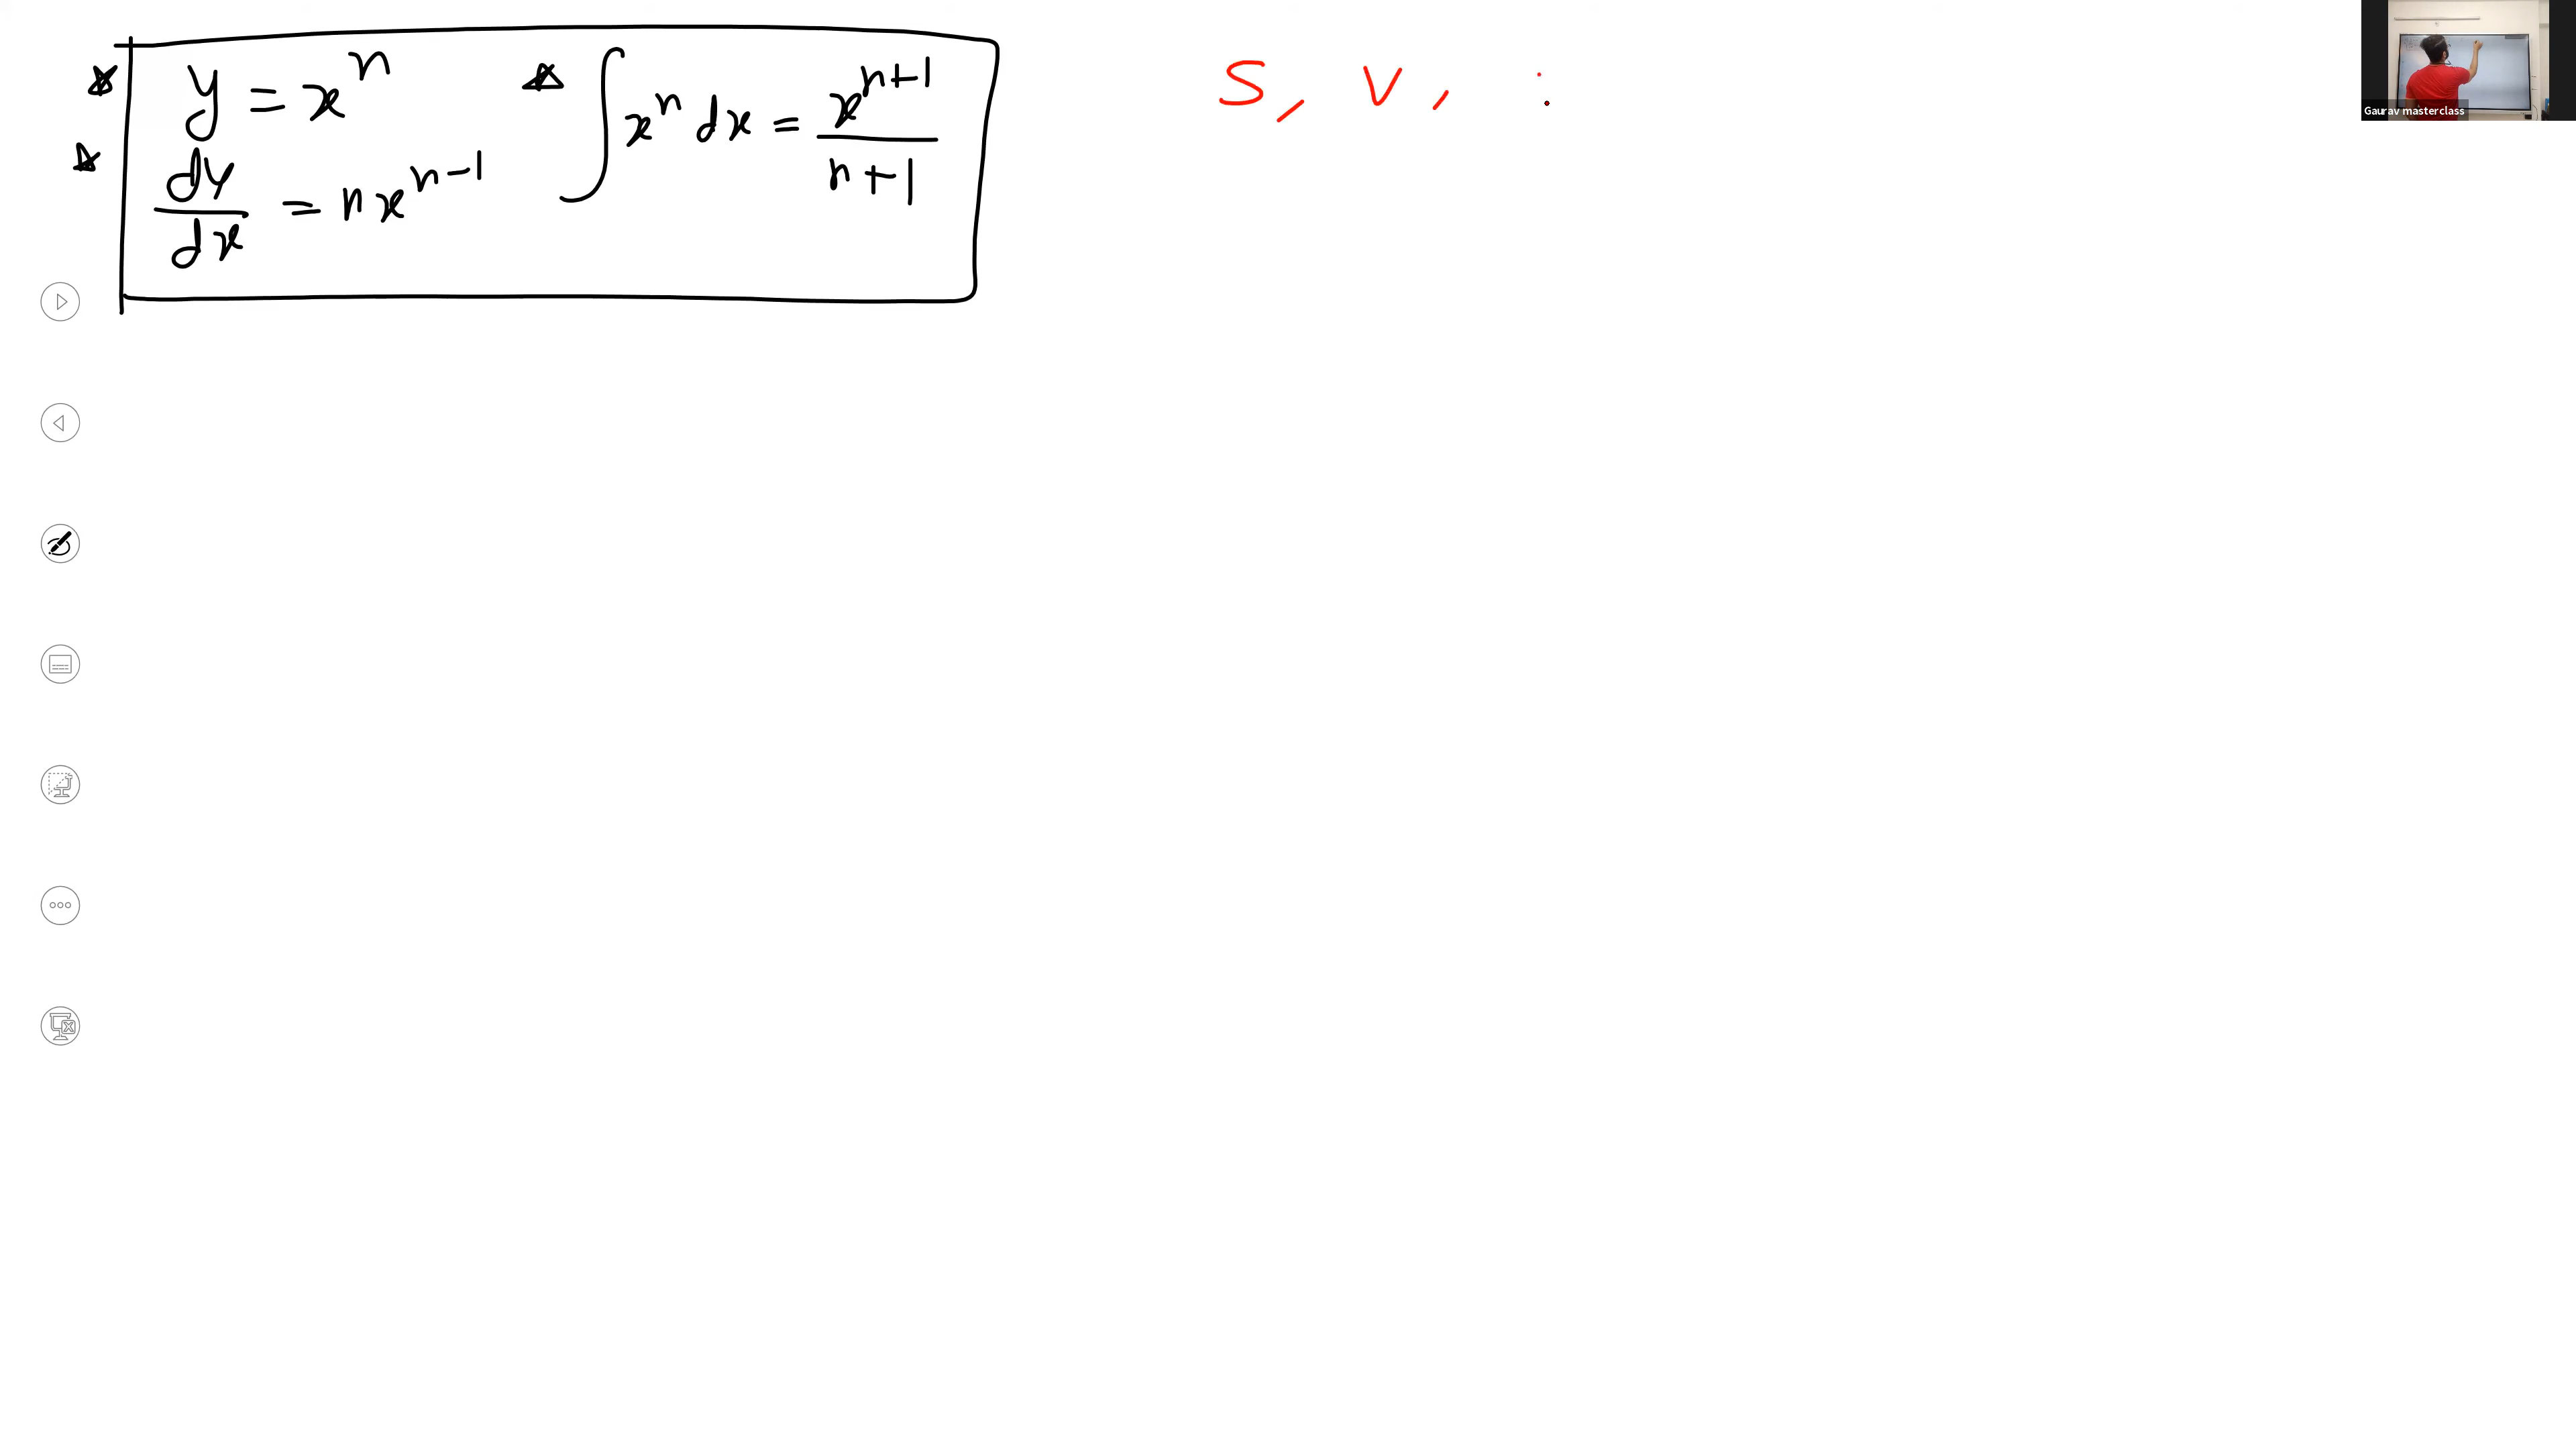 y = x^n
dy/dx = nx^(n-1)
∫ x^n dx = x^(n+1)/(n+1)
S, V,
Gaurav masterclass